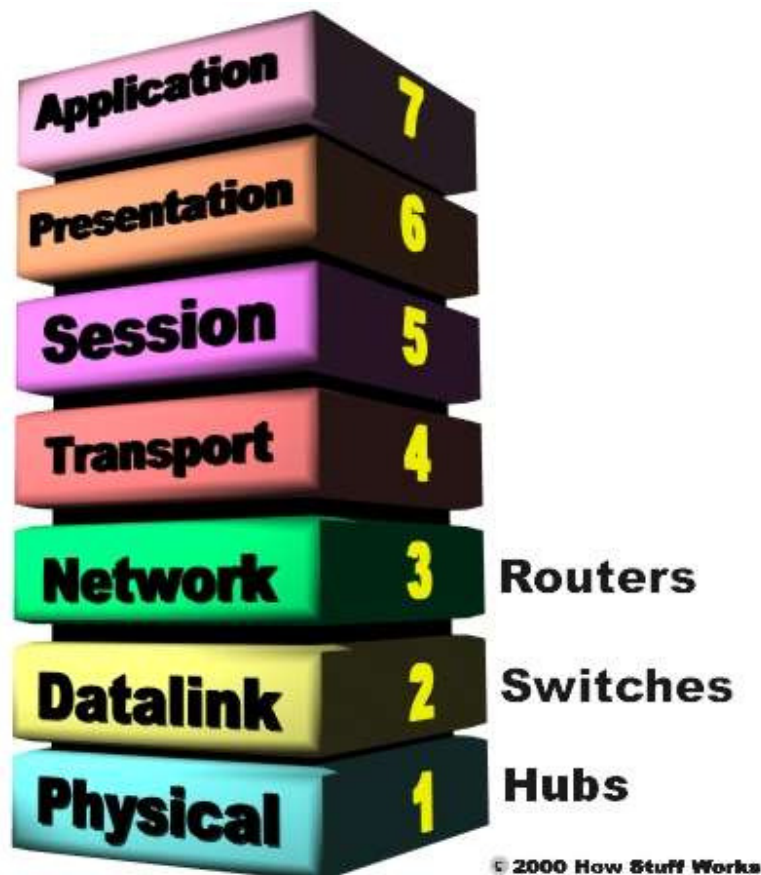 Application 7
Presentation 6
Session 5
Transport 4
Network 3 Routers
Datalink 2 Switches
Physical 1 Hubs
© 2000 How Stuff Works